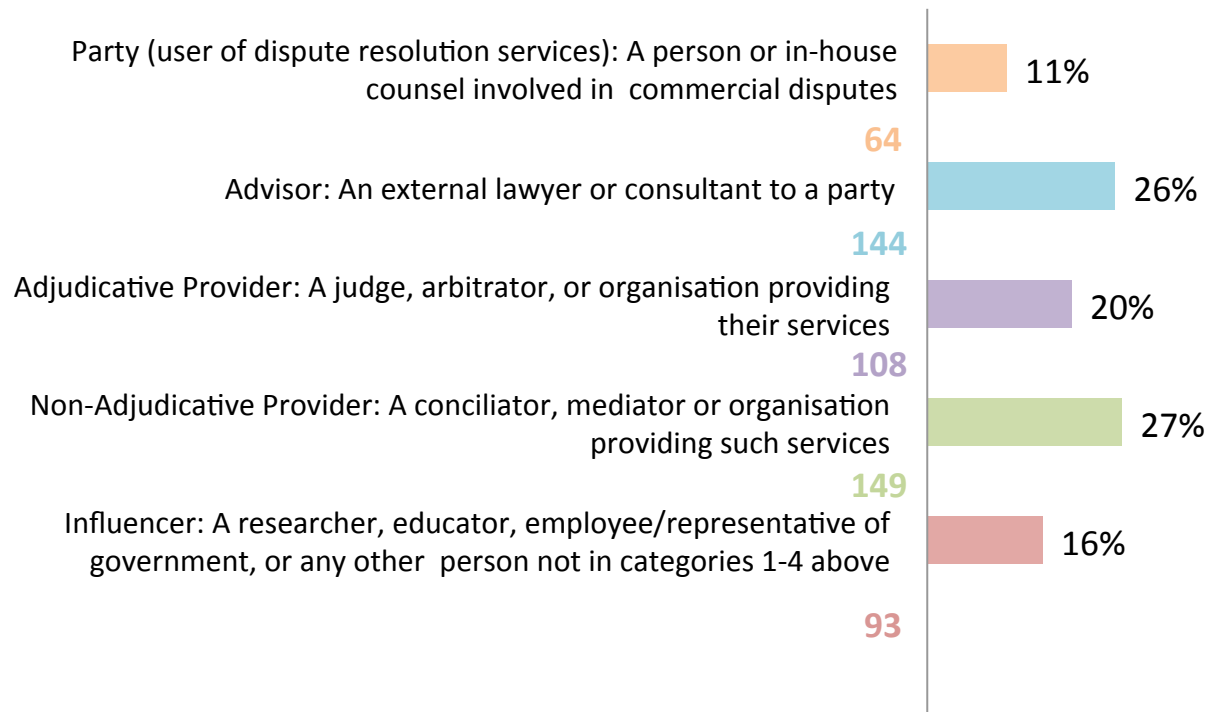 Party (user of dispute resolution services): A person or in-house
counsel involved in commercial disputes
11%
64
Advisor: An external lawyer or consultant to a party
26%
144
Adjudicative Provider: A judge, arbitrator, or organisation providing
their services
20%
108
Non-Adjudicative Provider: A conciliator, mediator or organisation
providing such services
27%
149
Influencer: A researcher, educator, employee/representative of
government, or any other person not in categories 1-4 above
16%
93